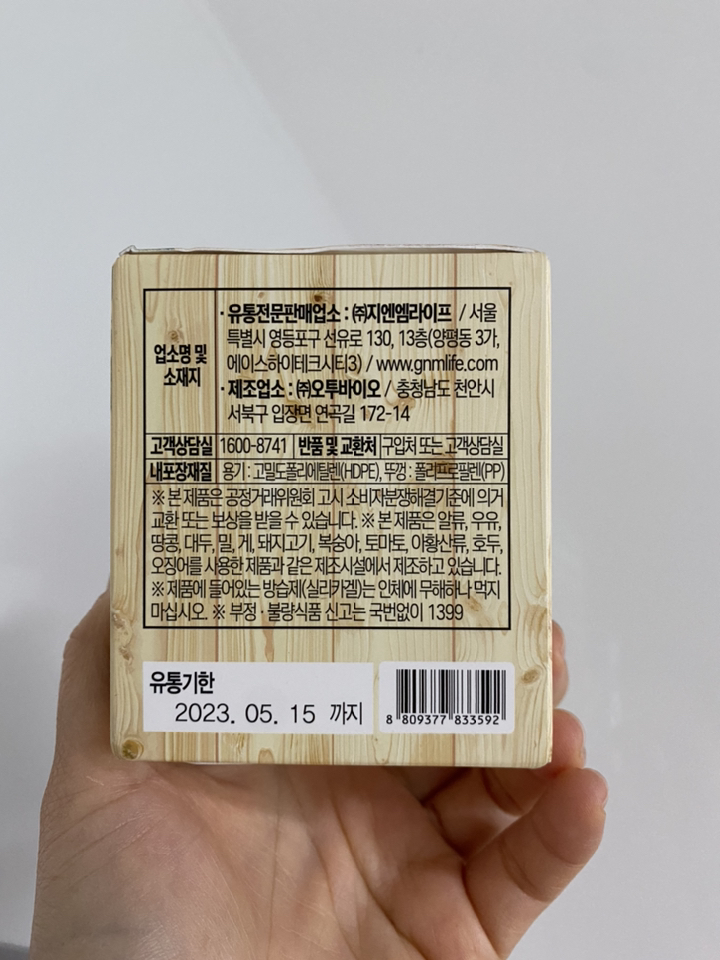 업소명 및
소재지
· 유통전문판매업소 : ㈜지엔엠라이프 / 서울
특별시 영등포구 선유로 130, 13층(양평동 3가,
에이스하이테크시티3) / www.gnmlife.com
· 제조업소 : ㈜오투바이오 / 충청남도 천안시
서북구 입장면 연곡길 172-14
고객상담실 1600-8741 반품 및 교환처 구입처 또는 고객상담실
내포장재질 용기 : 고밀도폴리에틸렌(HDPE), 뚜껑 : 폴리프로필렌(PP)
※ 본 제품은 공정거래위원회 고시 소비자분쟁해결기준에 의거
교환 또는 보상을 받을 수 있습니다. ※ 본 제품은 알류, 우유,
땅콩, 대두, 밀, 게, 돼지고기, 복숭아, 토마토, 아황산류, 호두,
오징어를 사용한 제품과 같은 제조시설에서 제조하고 있습니다.
※ 제품에 들어있는 방습제(실리카겔)는 인체에 무해하나 먹지
마십시오. ※ 부정 · 불량식품 신고는 국번없이 1399
유통기한
2023. 05. 15 까지
8 809377 833592